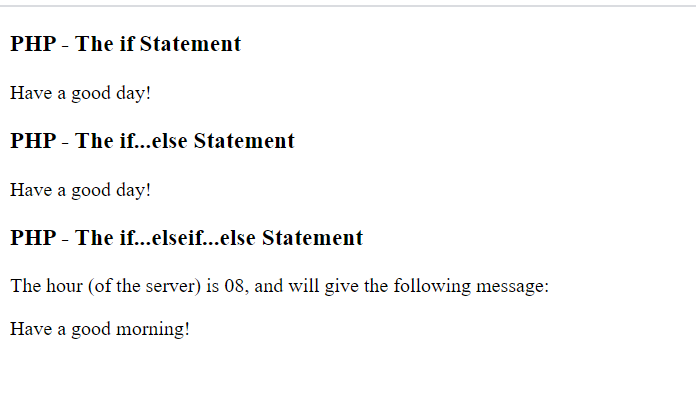 PHP - The if Statement
Have a good day!
PHP - The if...else Statement
Have a good day!
PHP - The if...elseif...else Statement
The hour (of the server) is 08, and will give the following message:
Have a good morning!